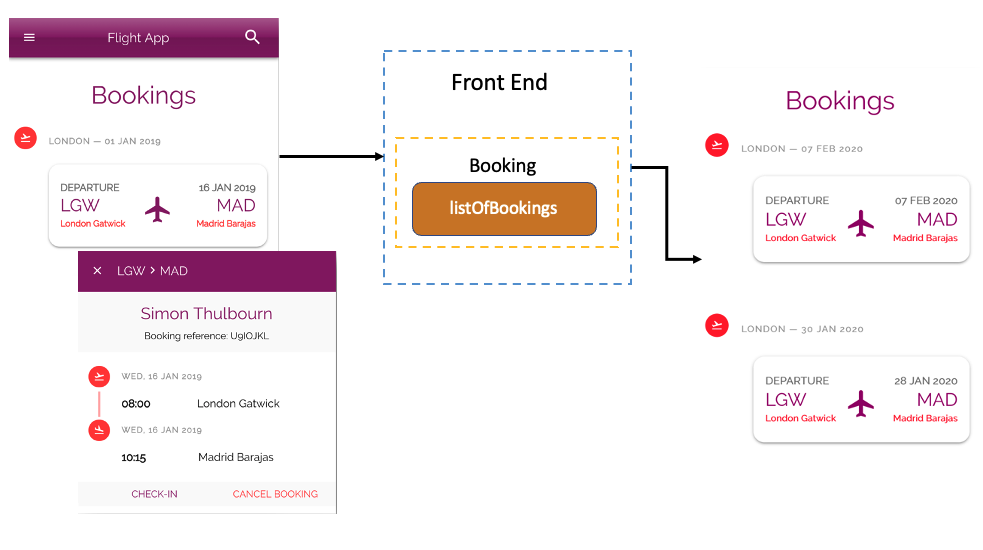 Flight App
Bookings
LONDON — 01 JAN 2019
DEPARTURE 16 JAN 2019
LGW MAD
London Gatwick Madrid Barajas
LGW > MAD
Simon Thulbourn
Booking reference: U9IOJKL
WED, 16 JAN 2019
08:00 London Gatwick
WED, 16 JAN 2019
10:15 Madrid Barajas
CHECK-IN CANCEL BOOKING
Front End
Booking
listOfBookings
Bookings
LONDON — 07 FEB 2020
DEPARTURE 07 FEB 2020
LGW MAD
London Gatwick Madrid Barajas
LONDON — 30 JAN 2020
DEPARTURE 28 JAN 2020
LGW MAD
London Gatwick Madrid Barajas